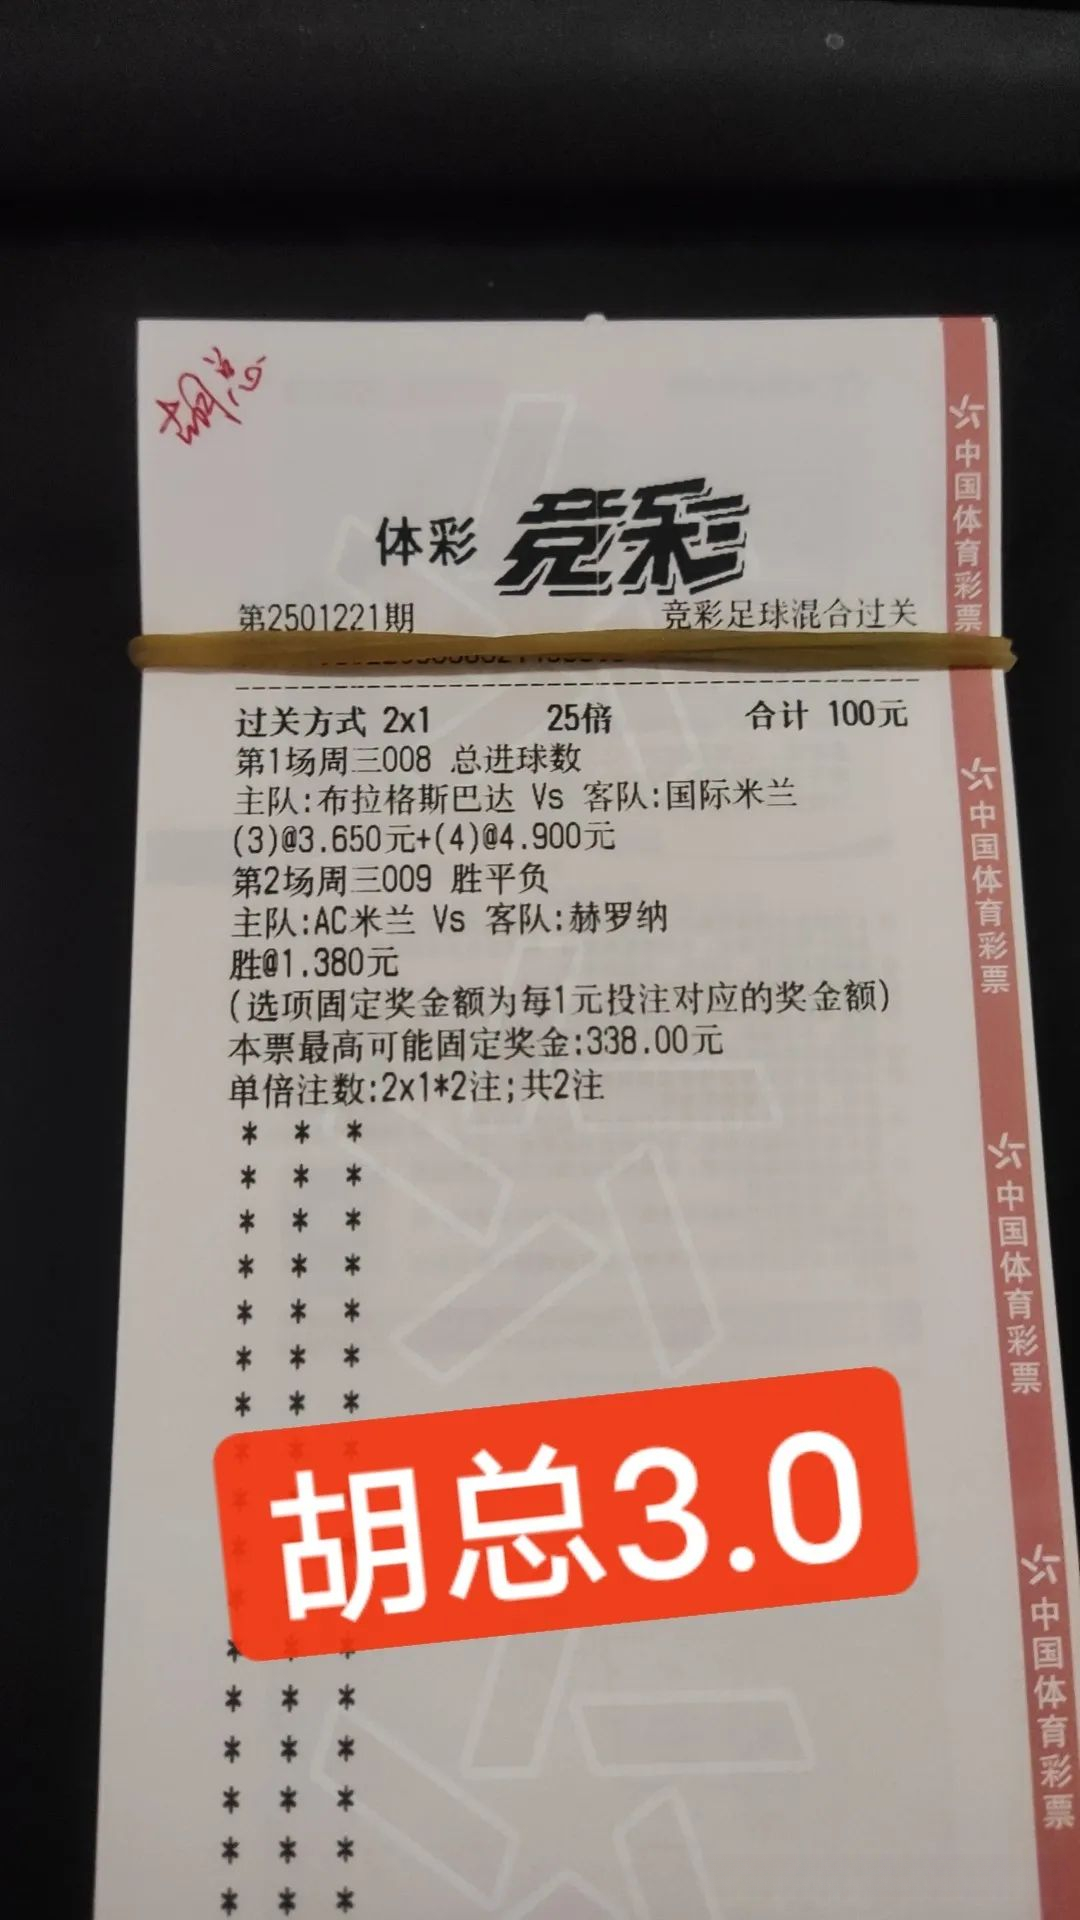 胡总
体彩 竞彩
第2501221期 竞彩足球混合过关
过关方式 2x1 25倍 合计 100元
第1场周三008 总进球数
主队:布拉格斯巴达 Vs 客队:国际米兰
(3)@3.650元+(4)@4.900元
第2场周三009 胜平负
主队:AC米兰 Vs 客队:赫罗纳
胜@1.380元
(选项固定奖金额为每1元投注对应的奖金额)
本票最高可能固定奖金:338.00元
单倍注数:2x1*2注;共2注
* * *
* * *
* * *
* * *
* * *
* * *
* * *
* * *
*
*
*
* * *
* * *
* * *
* * *
* * *
* * *
胡总3.0
中国体育彩票
中国体育彩票
中国体育彩票
中国体育彩票